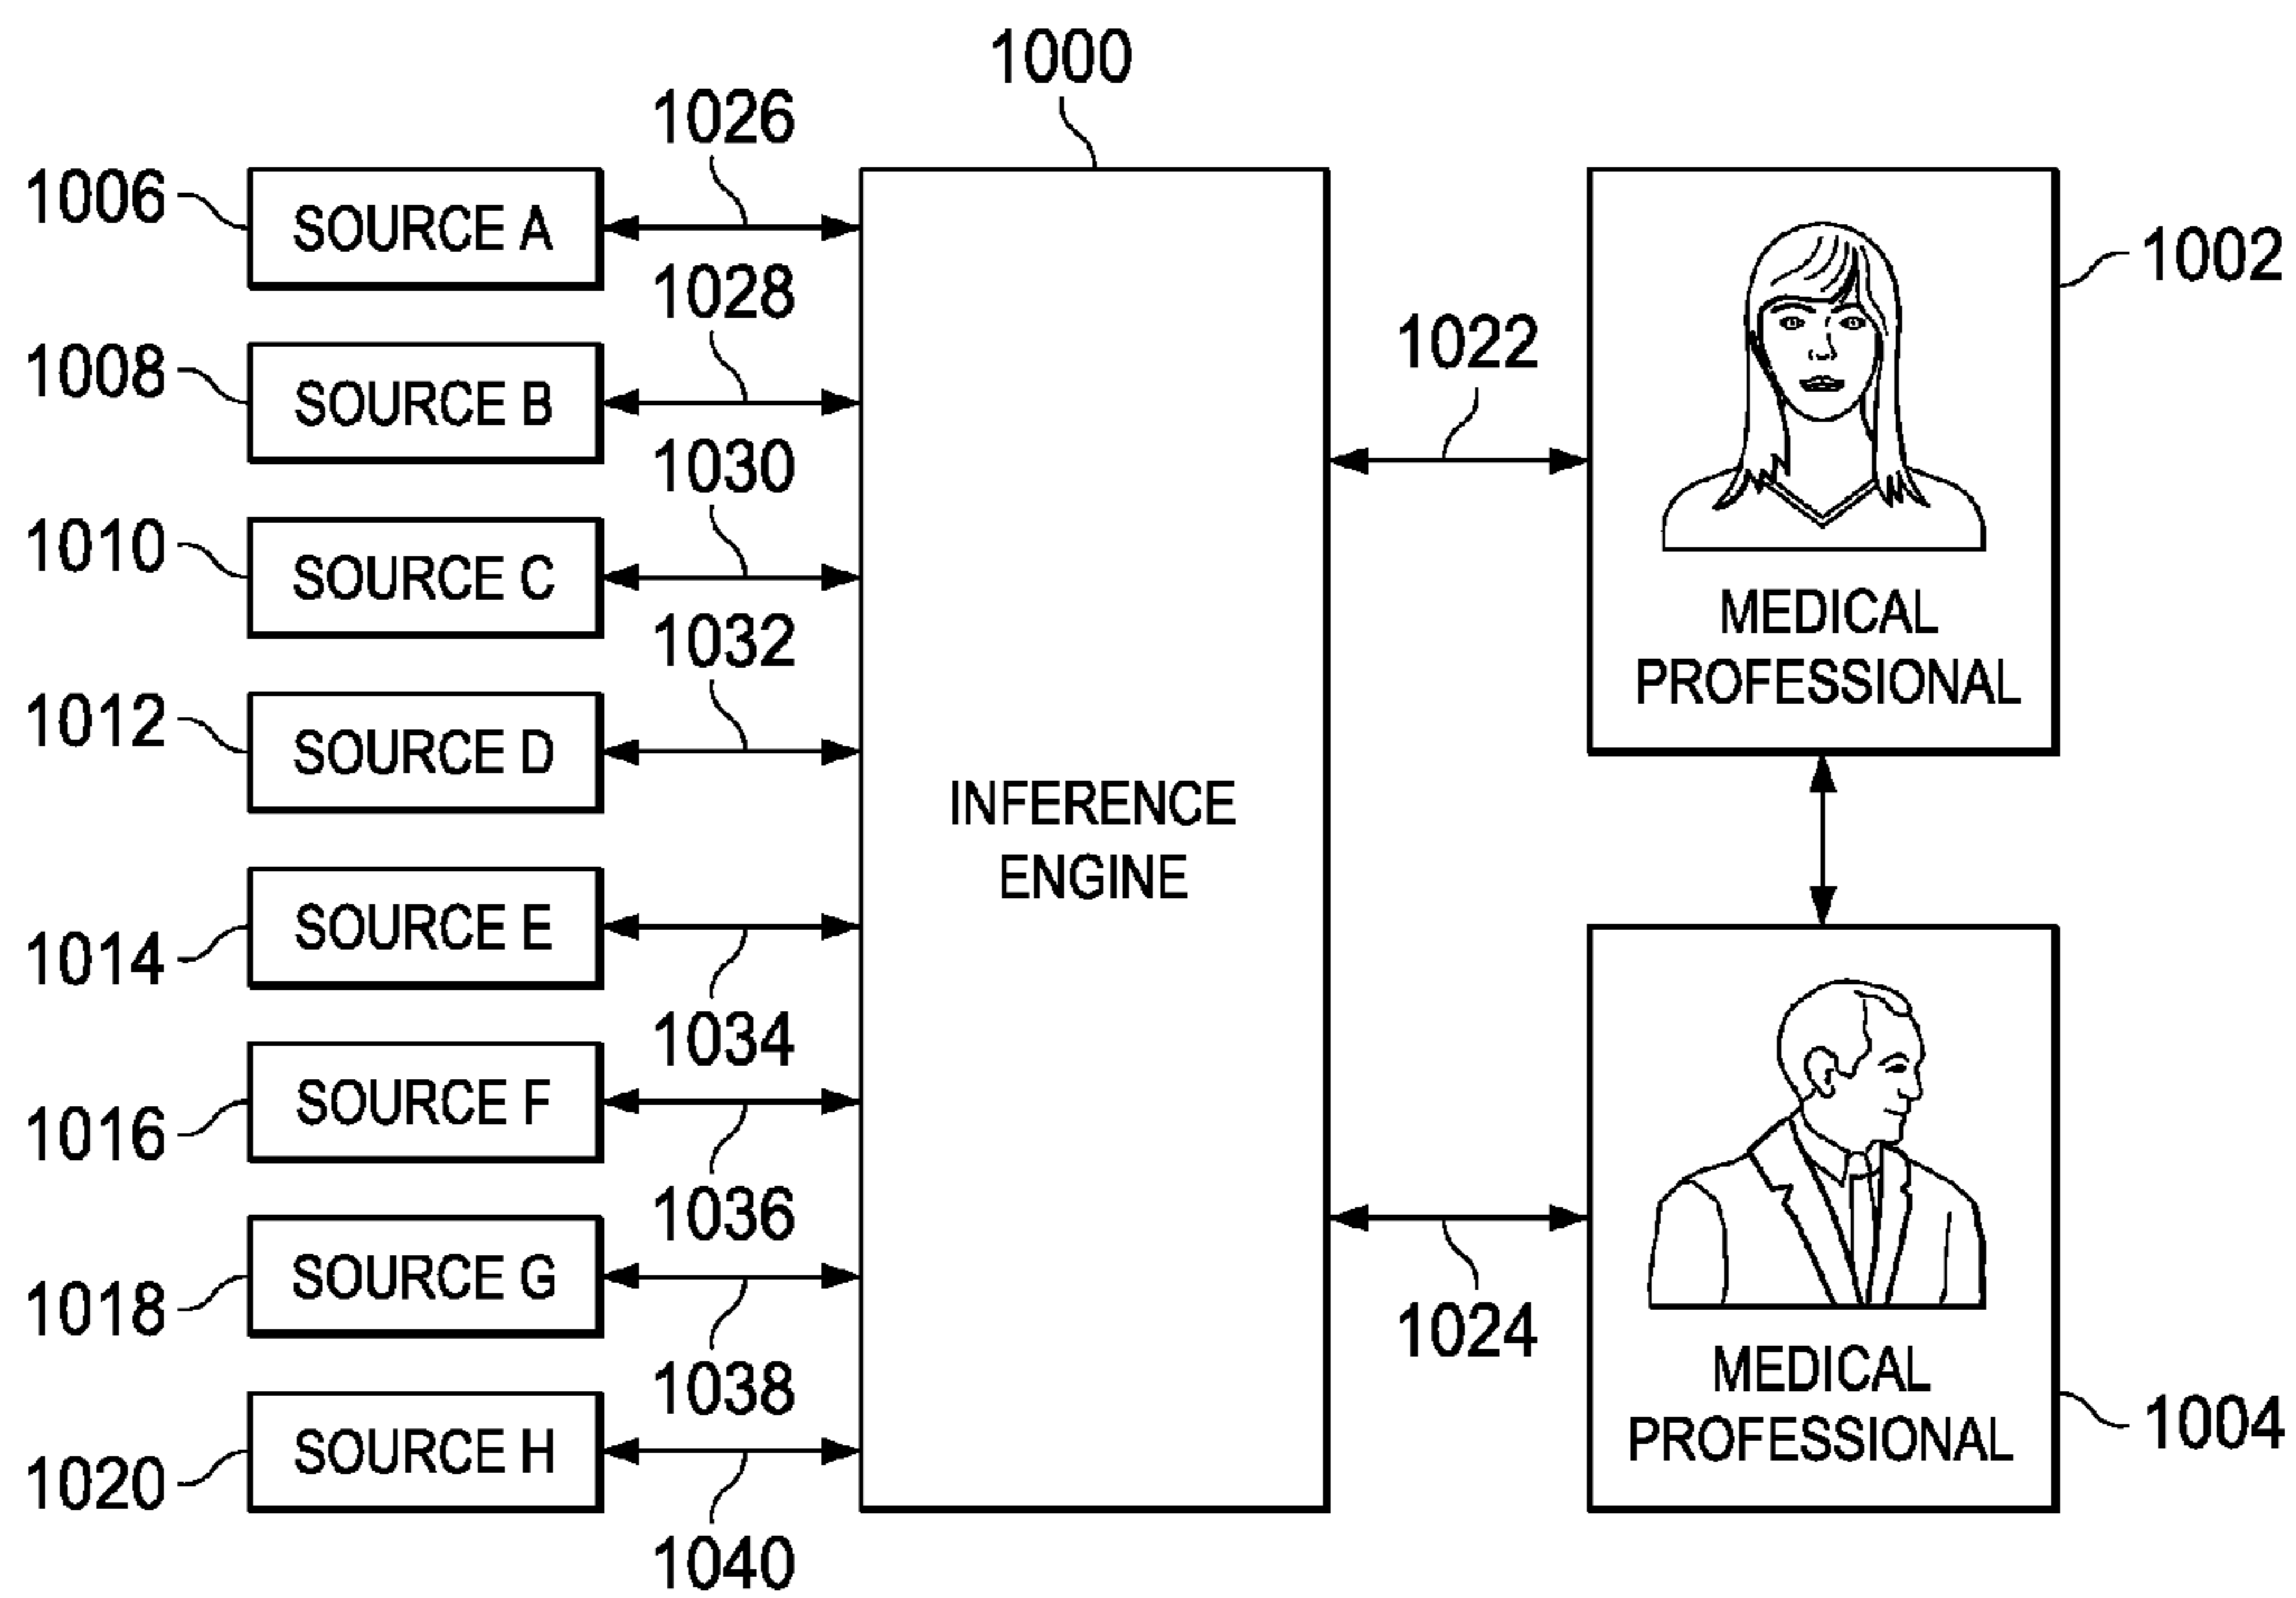 1000
1026
1006
SOURCE A
1028
1002
1008
SOURCE B
1022
1030
1010
SOURCE C
MEDICAL
PROFESSIONAL
1032
1012
SOURCE D
INFERENCE
ENGINE
1014
SOURCE E
1034
1016
SOURCE F
1036
1018
SOURCE G
1024
1038
MEDICAL
PROFESSIONAL
1004
1020
SOURCE H
1040